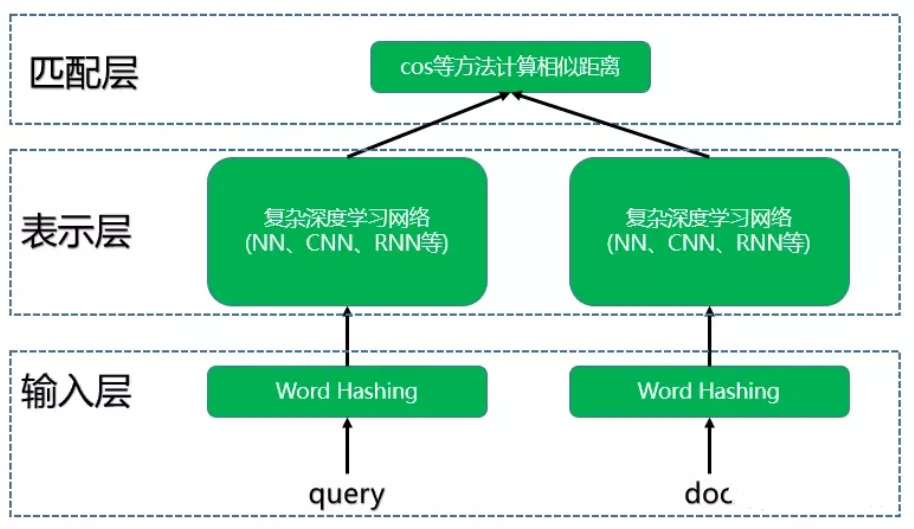 匹配层
cos等方法计算相似距离
表示层
复杂深度学习网络
(NN、CNN、RNN等)
复杂深度学习网络
(NN、CNN、RNN等)
输入层
Word Hashing
Word Hashing
query
doc